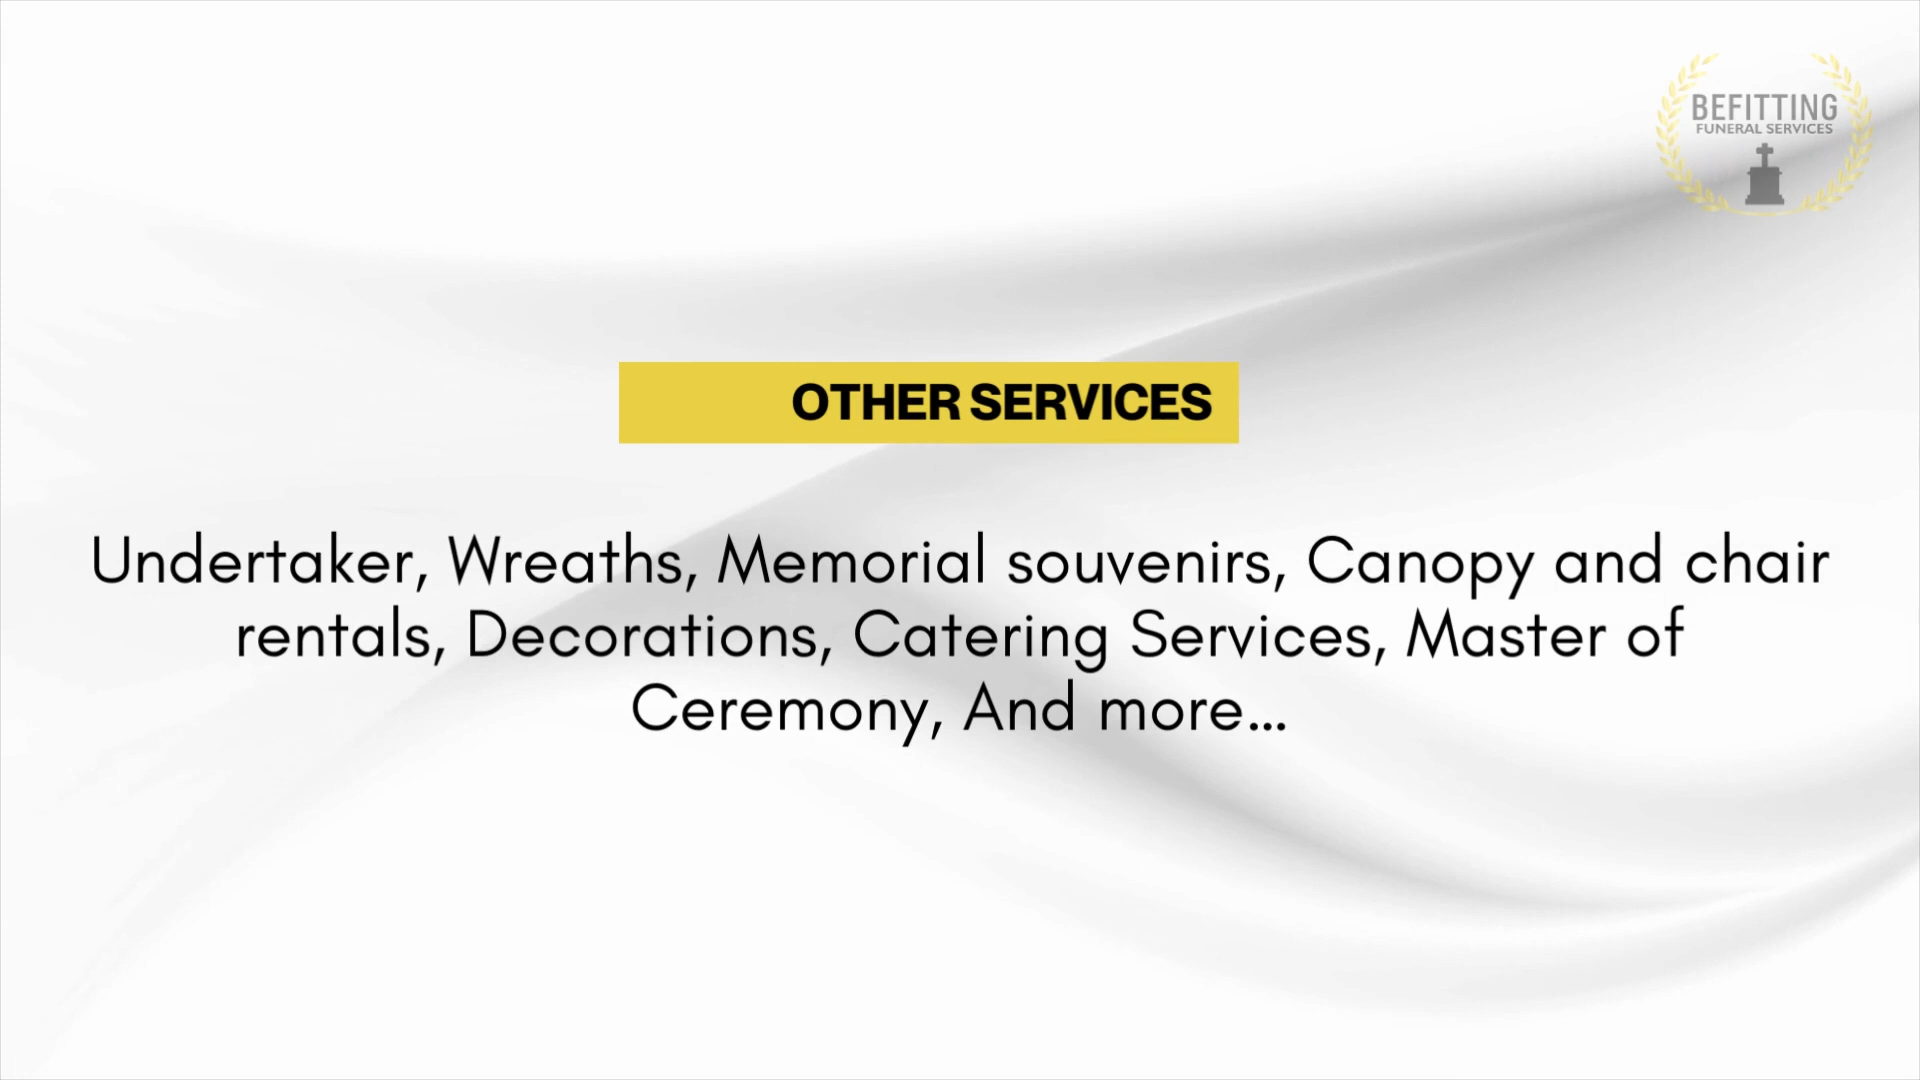 BEFITTING
FUNERAL SERVICES
OTHER SERVICES
Undertaker, Wreaths, Memorial souvenirs, Canopy and chair
rentals, Decorations, Catering Services, Master of
Ceremony, And more...